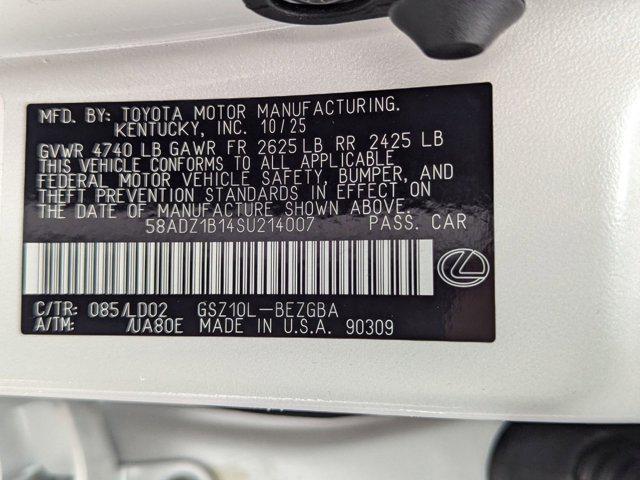 MFD. BY: TOYOTA MOTOR MANUFACTURING.
KENTUCKY, INC. 10/25
GVWR 4740 LB GAWR FR 2625 LB RR 2425 LB
THIS VEHICLE CONFORMS TO ALL APPLICABLE
FEDERAL MOTOR VEHICLE SAFETY, BUMPER, AND
THEFT PREVENTION STANDARDS IN EFFECT ON
THE DATE OF MANUFACTURE SHOWN ABOVE.
58ADZ1B14SU214007 PASS. CAR
C/TR: 085/LD02 GSZ10L-BEZGBA
A/TM: /UA80E MADE IN U.S.A. 90309